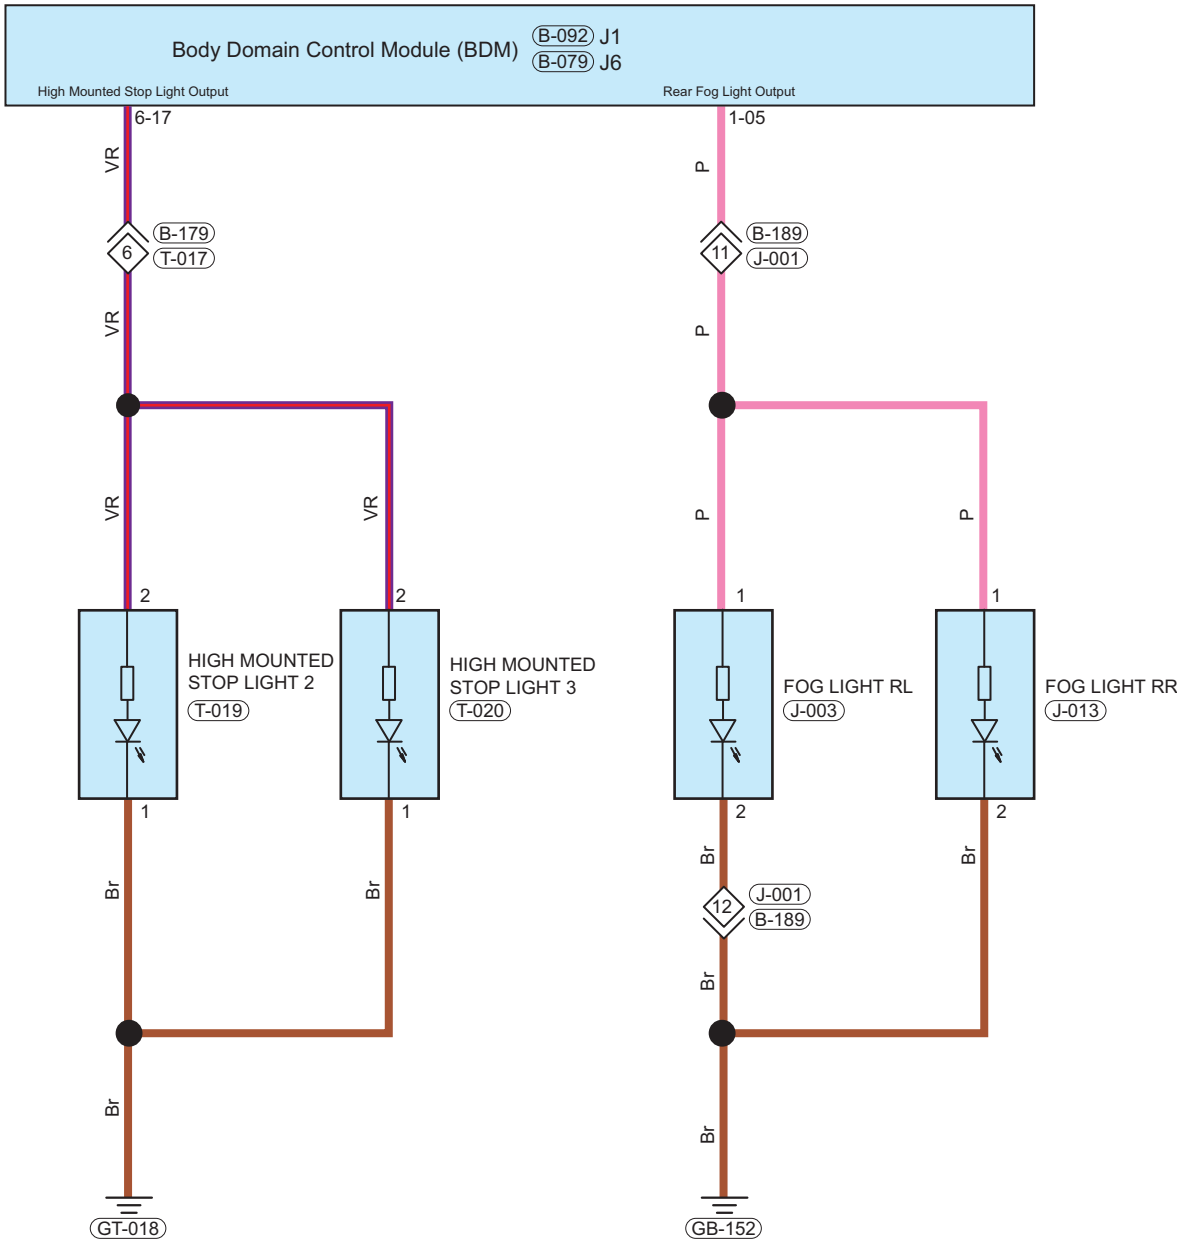 Body Domain Control Module (BDM)
B-092 J1
B-079 J6
High Mounted Stop Light Output
Rear Fog Light Output
6-17
1-05
VR
P
B-179
6
T-017
B-189
11
J-001
VR
P
VR
VR
P
P
2
2
1
1
HIGH MOUNTED
STOP LIGHT 2
T-019
HIGH MOUNTED
STOP LIGHT 3
T-020
FOG LIGHT RL
J-003
FOG LIGHT RR
J-013
1
1
2
2
Br
Br
Br
Br
12
J-001
B-189
Br
Br
Br
GT-018
GB-152